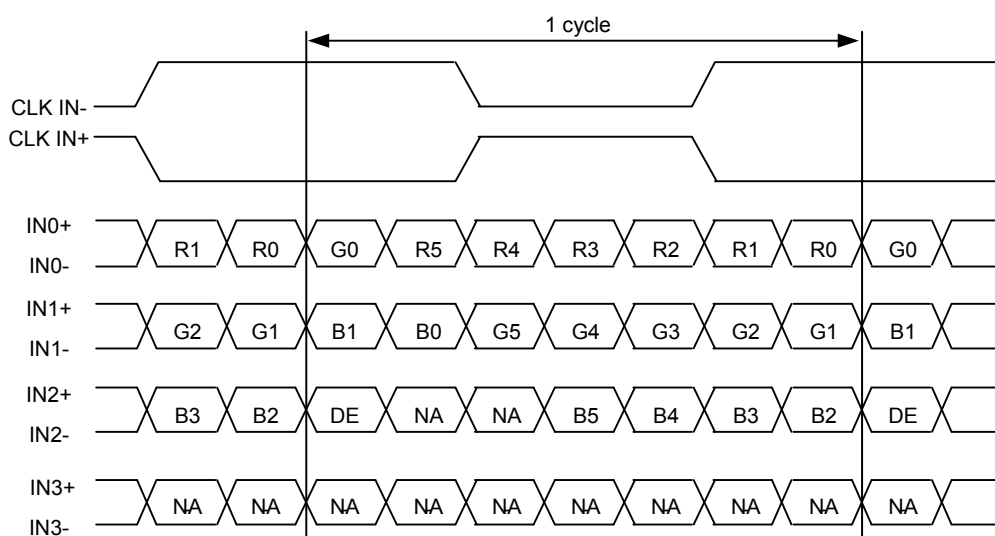 1 cycle
CLK IN-
CLK IN+
IN0+
R1 R0 G0 R5 R4 R3 R2 R1 R0 G0
IN0-
IN1+
G2 G1 B1 B0 G5 G4 G3 G2 G1 B1
IN1-
IN2+
B3 B2 DE NA NA B5 B4 B3 B2 DE
IN2-
IN3+
NA NA NA NA NA NA NA NA NA NA
IN3-